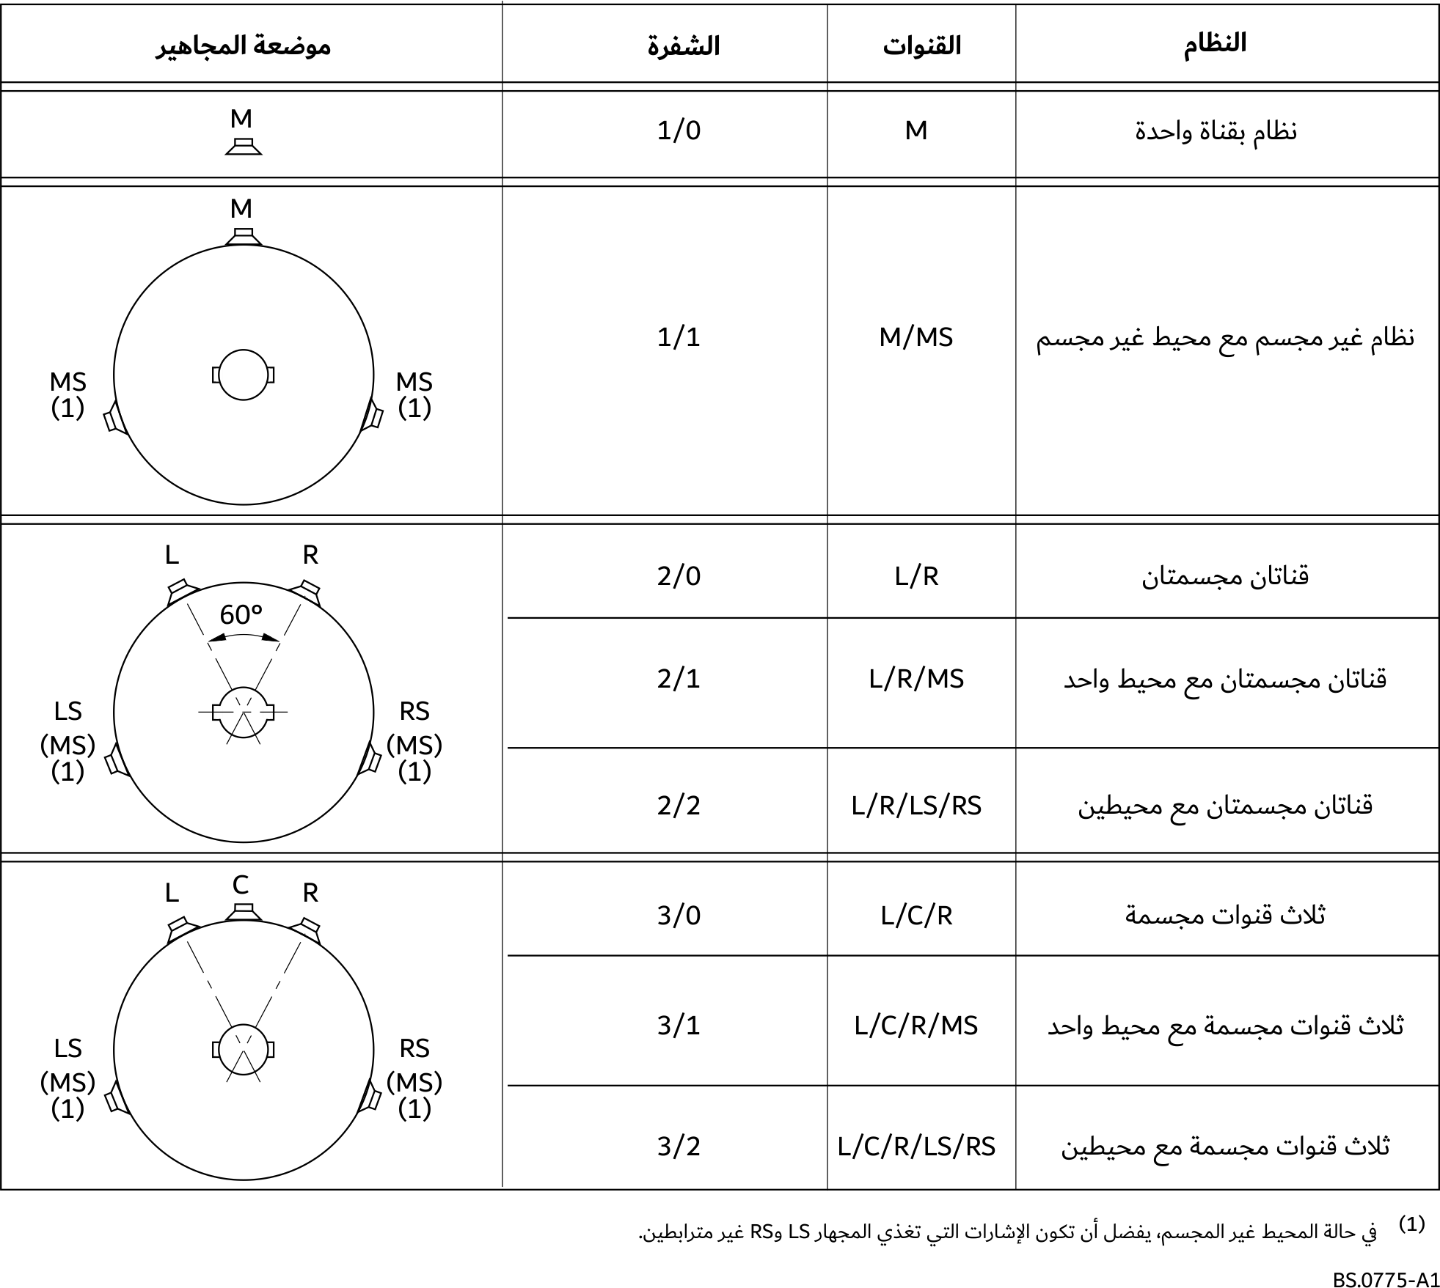 النظام
القنوات
الشفرة
موضعة المجاهير
نظام بقناة واحدة
M
1/0
M
نظام غير مجسم مع محيط غير مجسم
M/MS
1/1
M
MS
(1)
MS
(1)
قناتان مجسمتان
L/R
2/0
قناتان مجسمتان مع محيط واحد
L/R/MS
2/1
قناتان مجسمتان مع محيطين
L/R/LS/RS
2/2
L
R
60°
LS
(MS)
(1)
RS
(MS)
(1)
ثلاث قنوات مجسمة
L/C/R
3/0
ثلاث قنوات مجسمة مع محيط واحد
L/C/R/MS
3/1
ثلاث قنوات مجسمة مع محيطين
L/C/R/LS/RS
3/2
L
C
R
LS
(MS)
(1)
RS
(MS)
(1)
(1) في حالة المحيط غير المجسم، يفضل أن تكون الإشارات التي تغذي المجهار LS وRS غير مترابطين.
BS.0775-A1